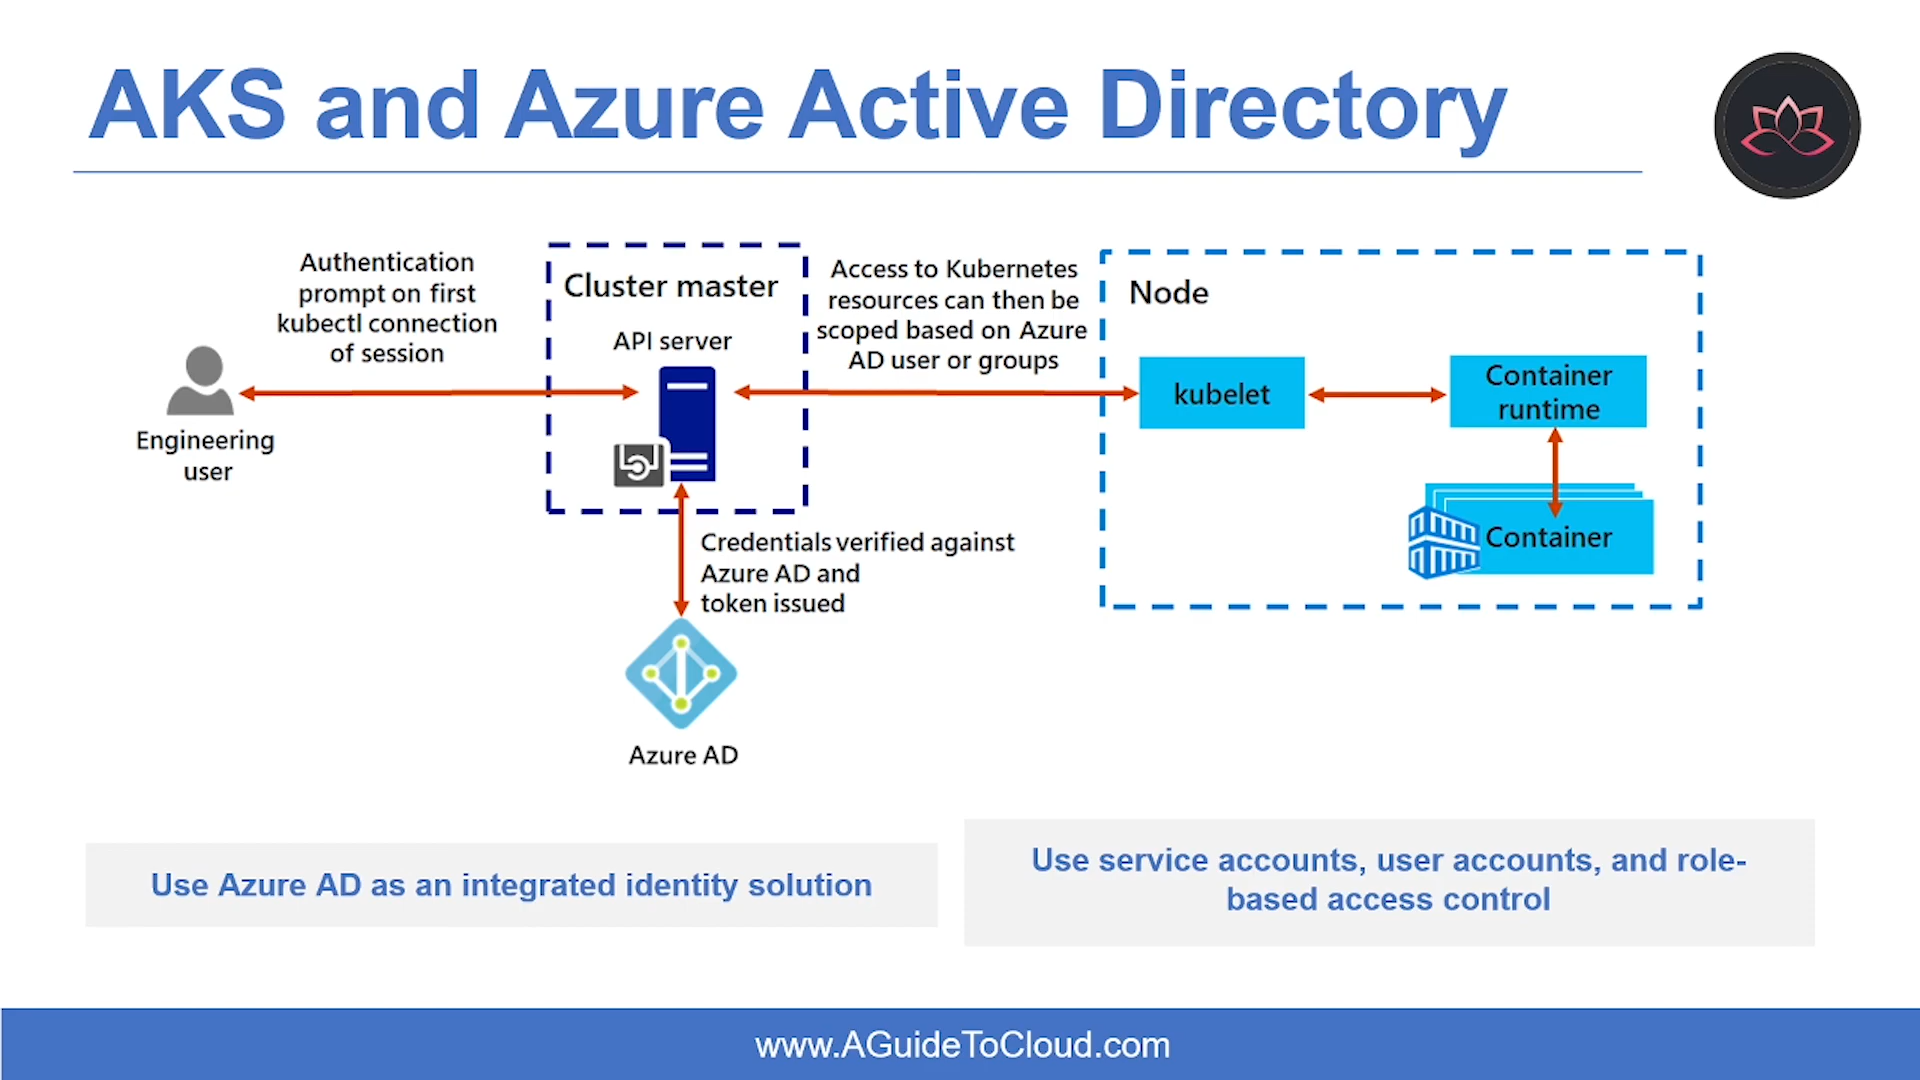 AKS and Azure Active Directory
Authentication
prompt on first
kubectl connection
of session
Engineering
user
Cluster master
API server
Access to Kubernetes
resources can then be
scoped based on Azure
AD user or groups
Credentials verified against
Azure AD and
token issued
Azure AD
Node
kubelet
Container
runtime
Container
Use Azure AD as an integrated identity solution
Use service accounts, user accounts, and role-
based access control
www.AGuideToCloud.com